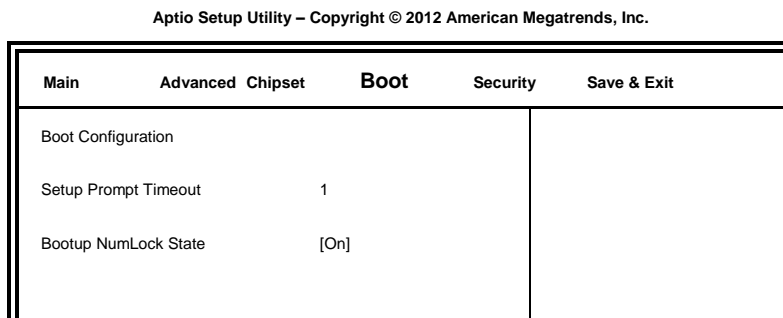 Aptio Setup Utility – Copyright © 2012 American Megatrends, Inc.
Main Advanced Chipset Boot Security Save & Exit
Boot Configuration
Setup Prompt Timeout 1
Bootup NumLock State [On]